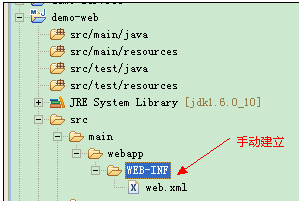 demo-web
src/main/java
src/main/resources
src/test/java
src/test/resources
JRE System Library [jdk1.6.0_10]
src
main
手动建立
webapp
WEB-INF
web.xml